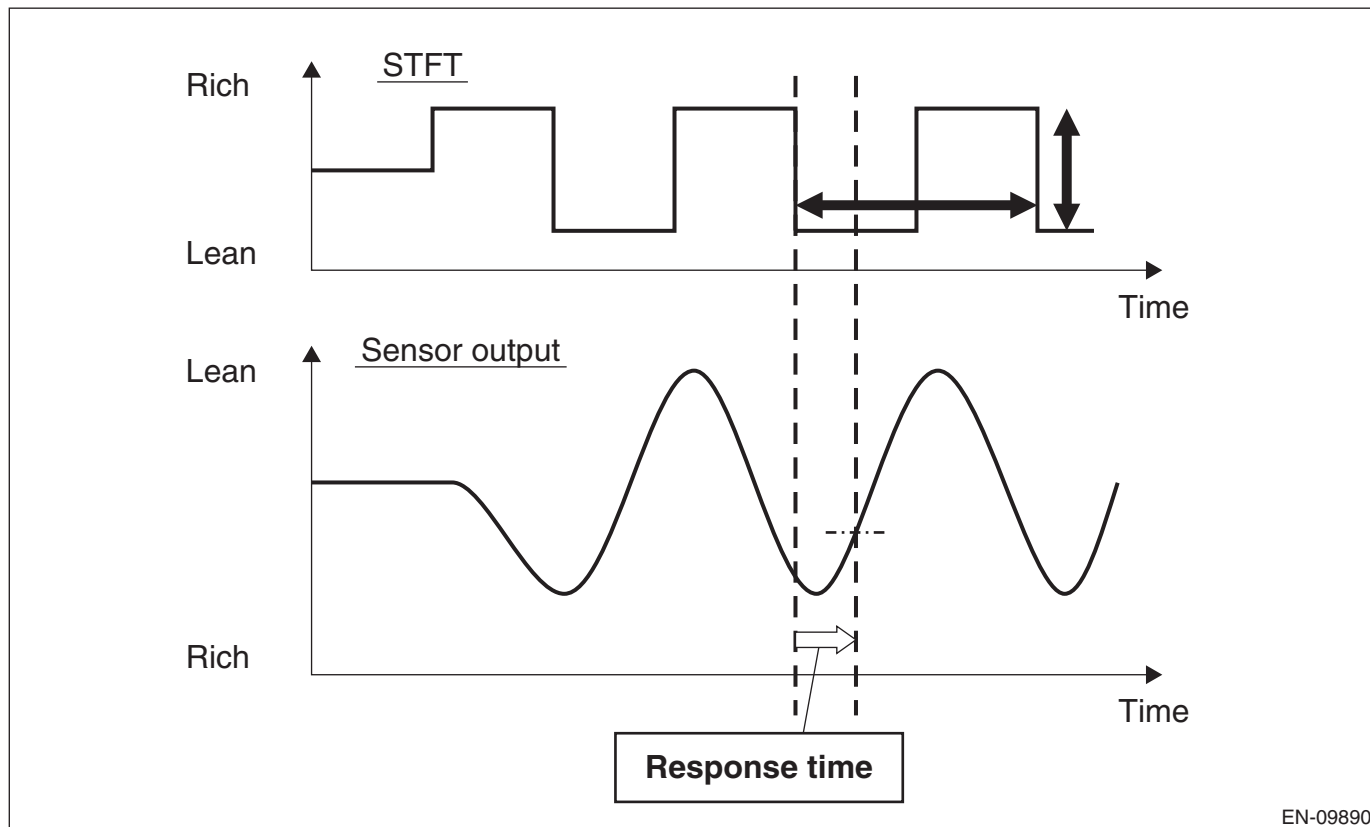 STFT
Rich
Lean
Time
Sensor output
Lean
Rich
Time
Response time
EN-09890